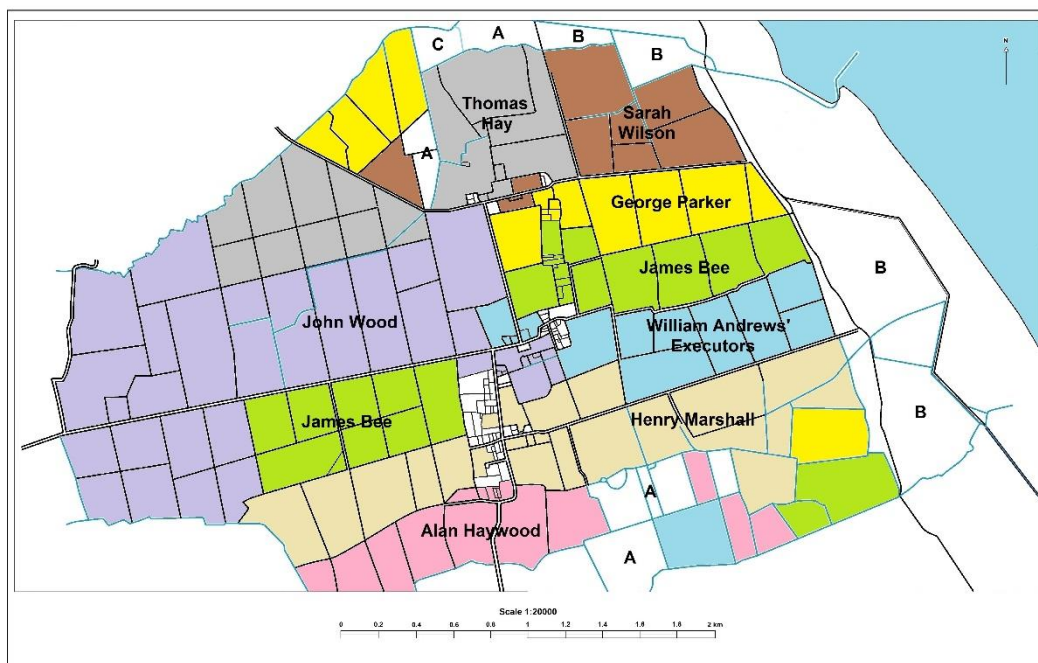 C
A
B
B
N
Thomas
Hay
Sarah
Wilson
A
George Parker
James Bee
B
John Wood
William Andrews'
Executors
James Bee
Henry Marshall
B
A
Alan Haywood
A
Scale 1:20000
0 0.2 0.4 0.6 0.8 1 1.2 1.4 1.6 1.8 2 km